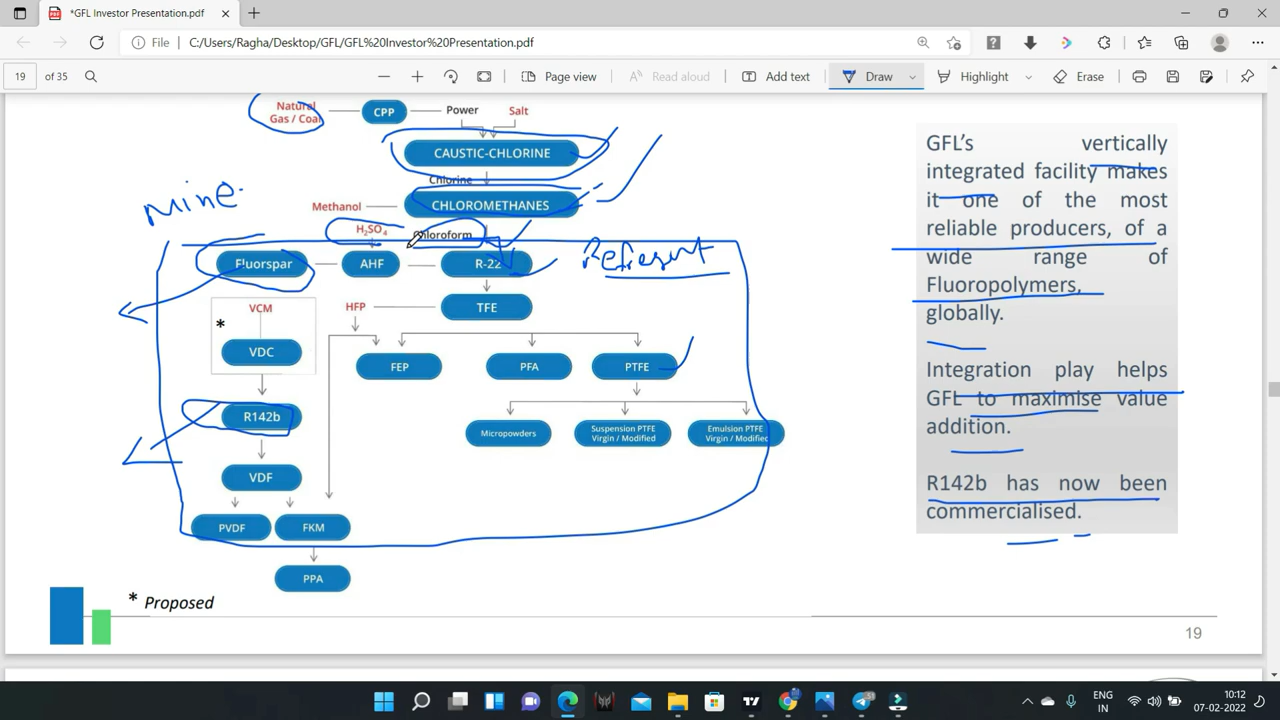 *GFL Investor Presentation.pdf
File C:/Users/Ragha/Desktop/GFL/GFL%20Investor%20Presentation.pdf
19 of 35 Page view Read aloud Add text Draw Highlight Erase
Natural
Gas / Coal
CPP
Power
Salt
CAUSTIC-CHLORINE
Chlorine
Mine
Methanol
CHLOROMETHANES
H₂SO₄
Chloroform
Fluorspar
AHF
R-22
VCM
HFP
TFE
*
VDC
FEP
PFA
PTFE
R142b
Micropowders
Suspension PTFE
Virgin / Modified
Emulsion PTFE
Virgin / Modified
VDF
PVDF
FKM
PPA
* Proposed
GFL's vertically
integrated facility makes
it one of the most
reliable producers, of a
wide range of
Fluoropolymers,
globally.
Integration play helps
GFL to maximise value
addition.
R142b has now been
commercialised.
19
ENG
IN
10:12
07-02-2022